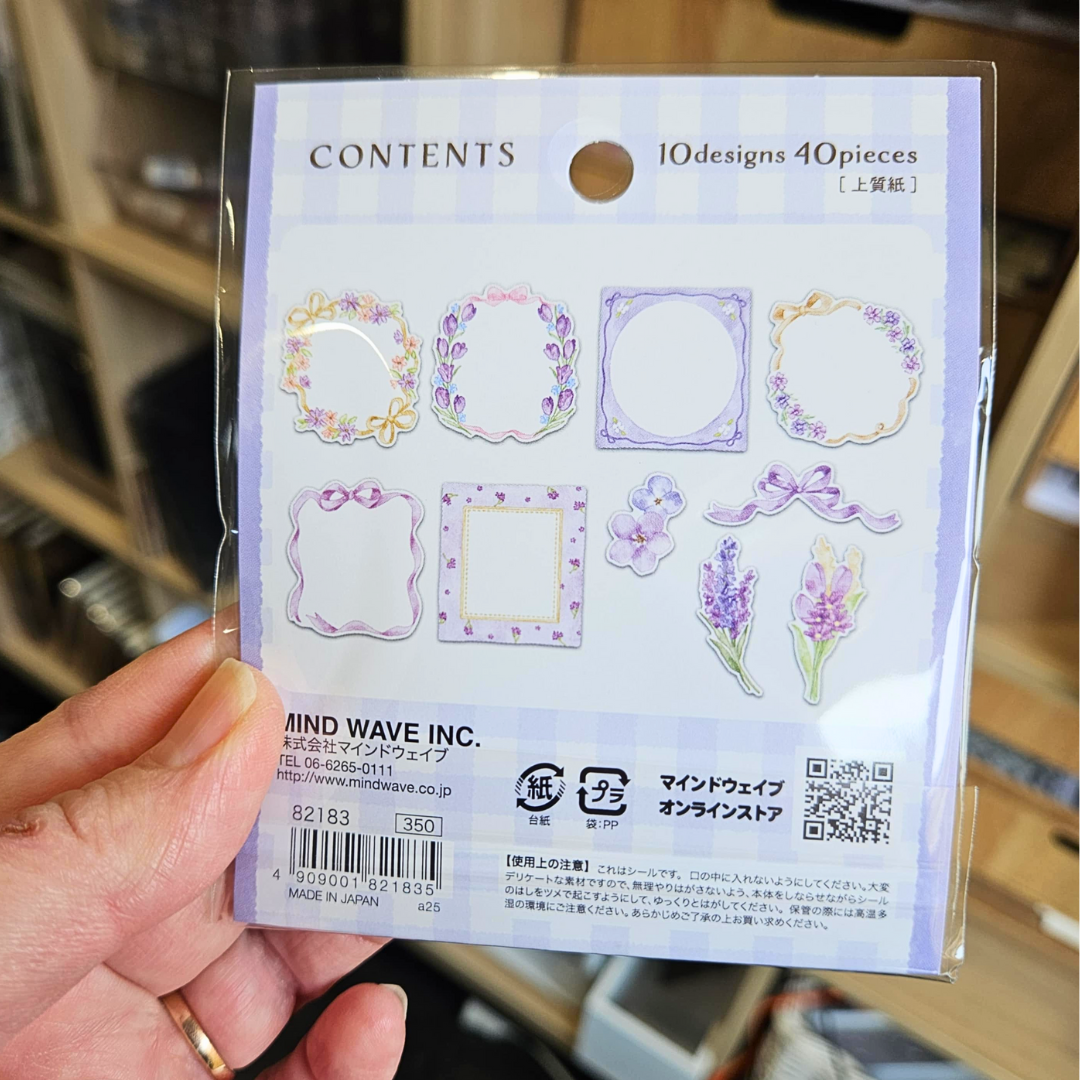 CONTENTS
10designs 40pieces
[ 上質紙 ]
MIND WAVE INC.
株式会社マインドウェイブ
TEL 06-6265-0111
http://www.mindwave.co.jp
紙
台紙
プラ
袋:PP
マインドウェイブ
オンラインストア
82183
350
4 909001 821835
MADE IN JAPAN
a25
【使用上の注意】これはシールです。口の中に入れないようにしてください。大変
デリケートな素材ですので、無理やりはがさないよう、本体をしならせながらシール
のはしをツメで起こすようにして、ゆっくりとはがしてください。保管の際には高温多
湿の環境にご注意ください。あらかじめご了承の上お買い求めください。